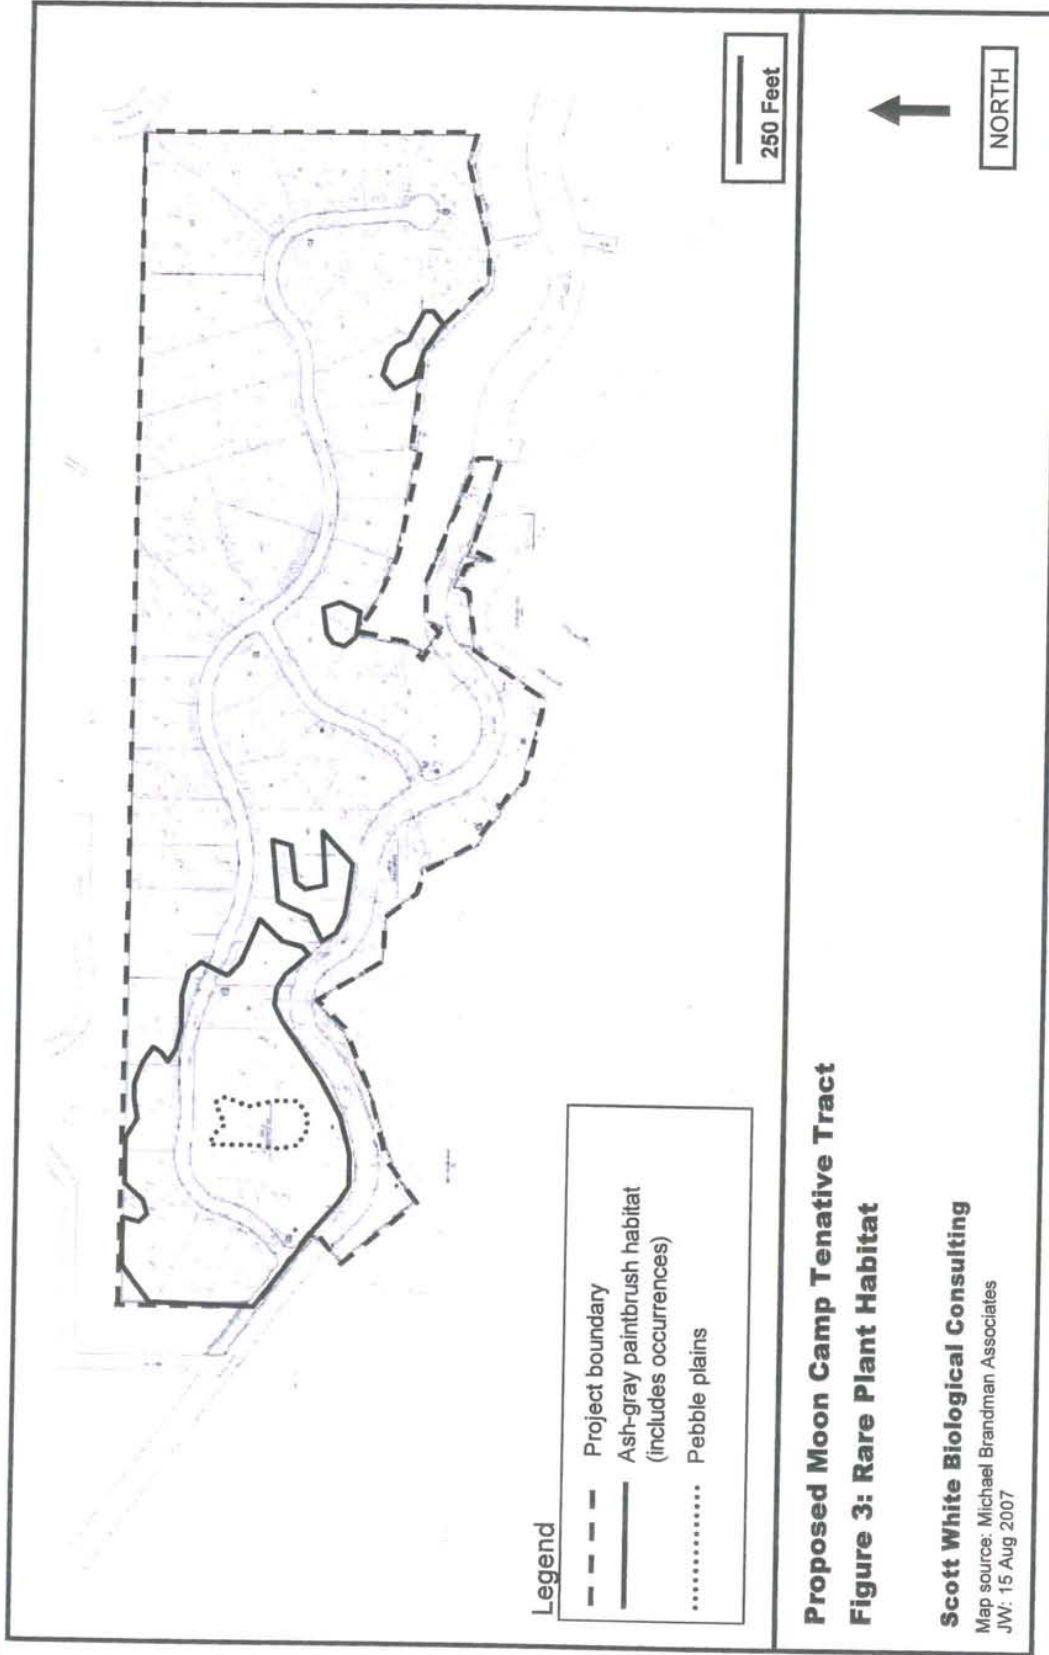 250 Feet
Legend
Project boundary
Ash-gray paintbrush habitat
(includes occurrences)
Pebble plains
Proposed Moon Camp Tenative Tract
Figure 3: Rare Plant Habitat
NORTH
Scott White Biological Consulting
Map source: Michael Brandman Associates
JW: 15 Aug 2007